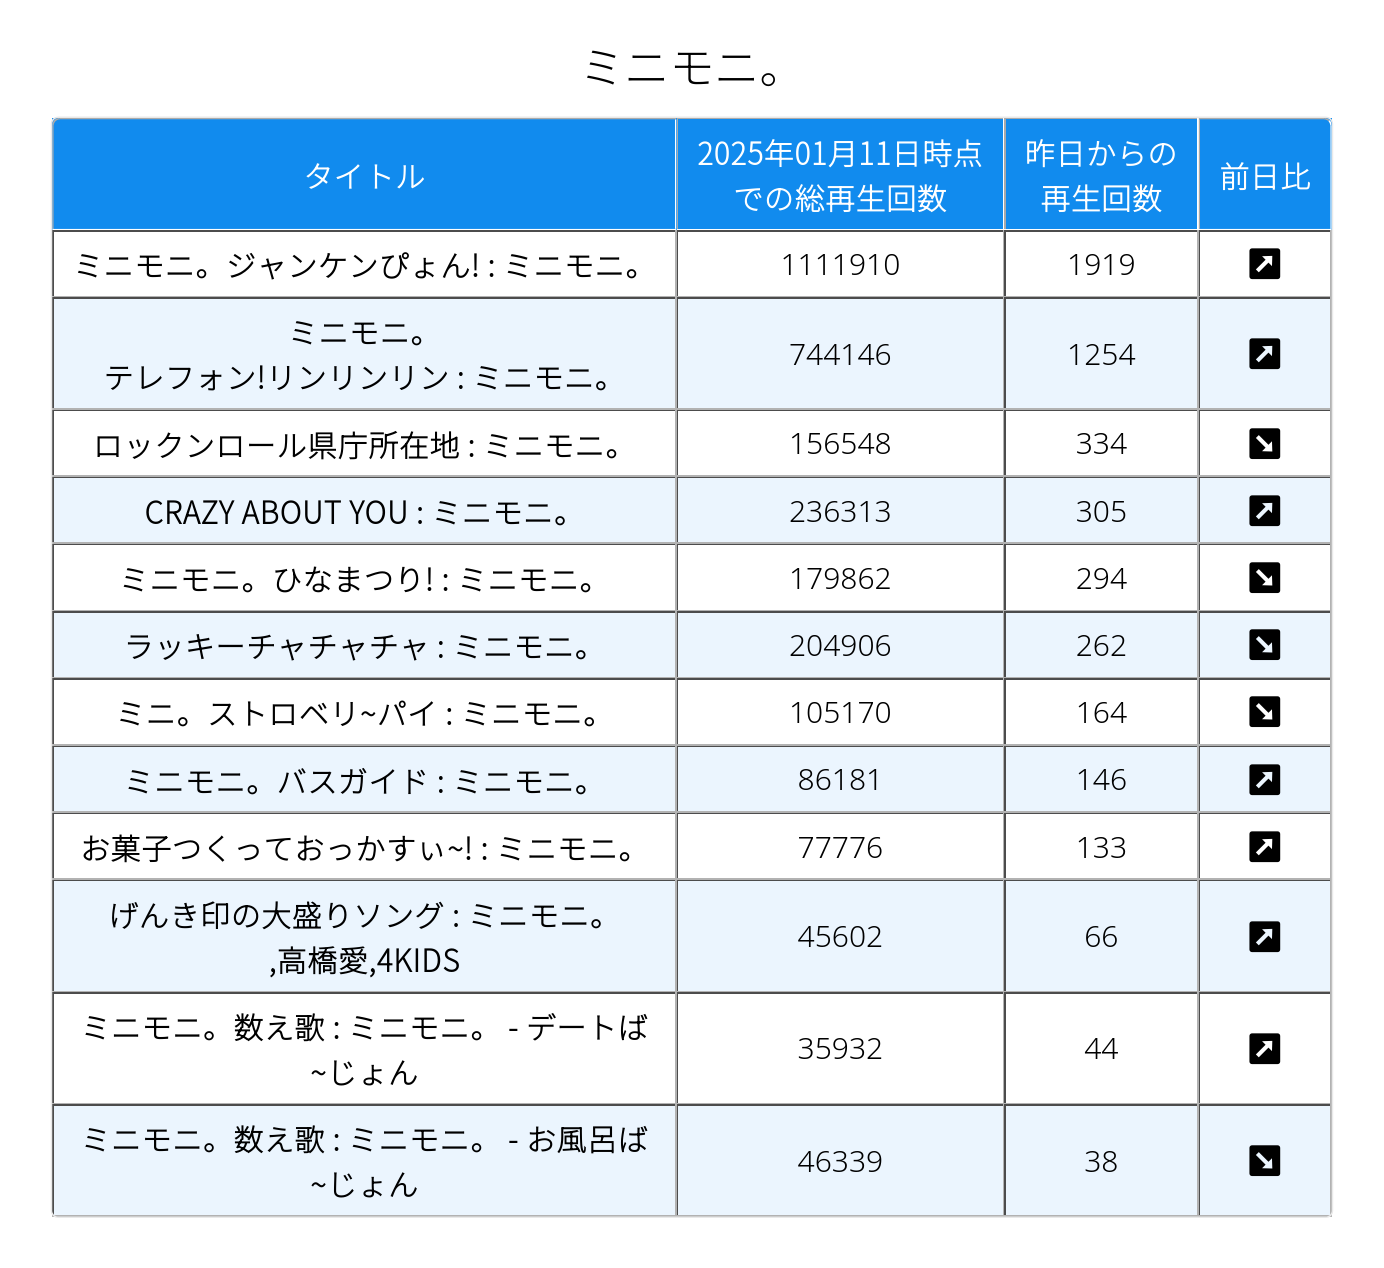 ミニモニ。
タイトル
2025年01月11日時点
での総再生回数
昨日からの
再生回数
前日比
ミニモニ。ジャンケンぴょん! : ミニモニ。
1111910
1919
ミニモニ。
テレフォン!リンリンリン : ミニモニ。
744146
1254
ロックンロール県庁所在地 : ミニモニ。
156548
334
CRAZY ABOUT YOU : ミニモニ。
236313
305
ミニモニ。ひなまつり! : ミニモニ。
179862
294
ラッキーチャチャチャ : ミニモニ。
204906
262
ミニ。ストロベリ~パイ : ミニモニ。
105170
164
ミニモニ。バスガイド : ミニモニ。
86181
146
お菓子つくっておっかすぃ~! : ミニモニ。
77776
133
げんき印の大盛りソング : ミニモニ。
,高橋愛,4KIDS
45602
66
ミニモニ。数え歌 : ミニモニ。 - デートば
~じょん
35932
44
ミニモニ。数え歌 : ミニモニ。 - お風呂ば
~じょん
46339
38